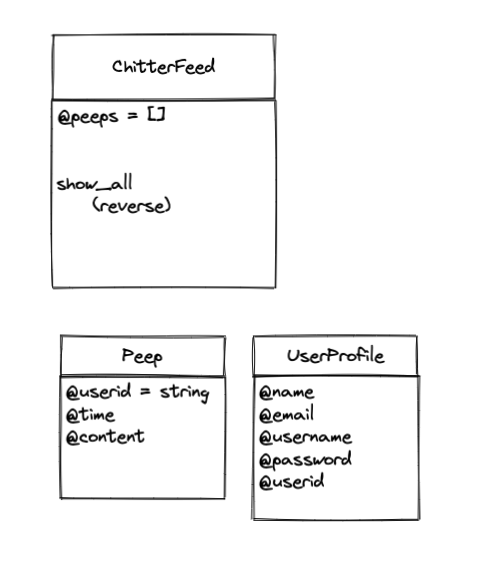 ChitterFeed
@peeps = []
show_all
(reverse)
Peep
@userid = string
@time
@content
UserProfile
@name
@email
@username
@password
@userid